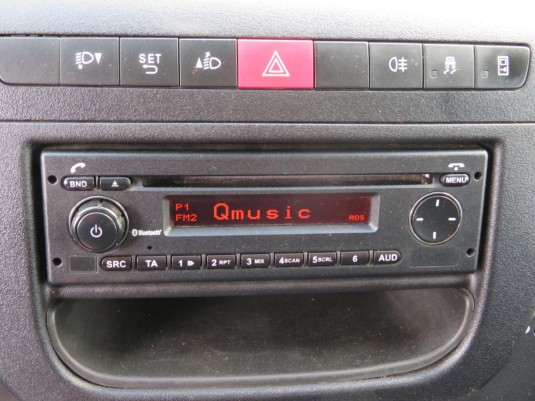 SET
BND
MENU
P1
FM2
Qmusic
RDS
Bluetooth
SRC
TA
1
2 RPT
3 MIX
4 SCAN
5 SCRL
6
AUD